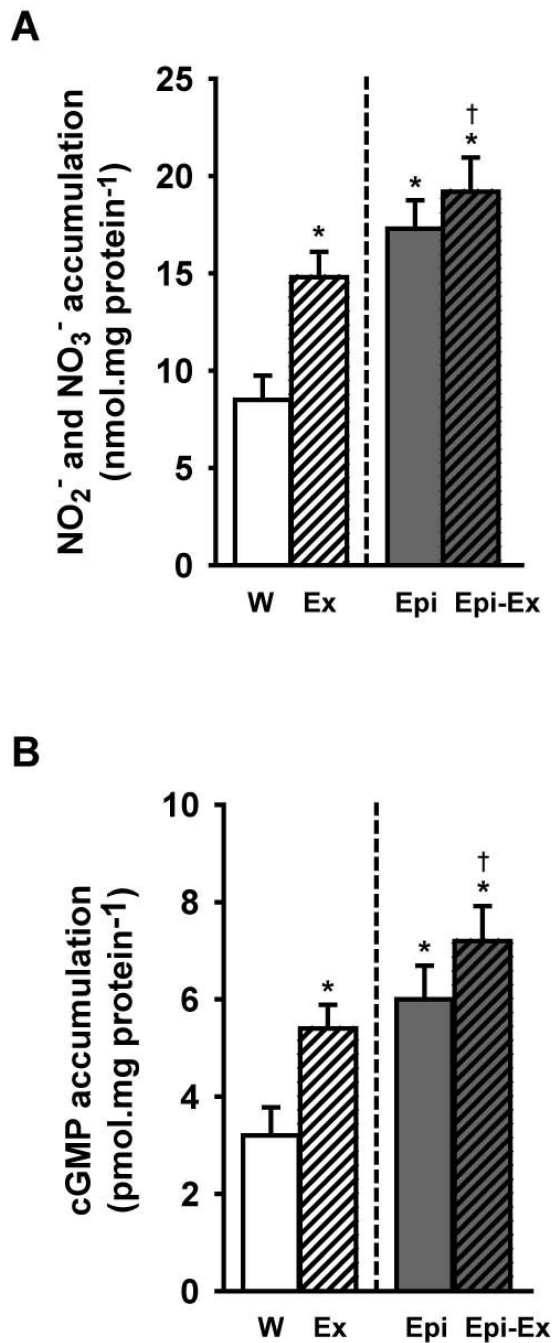 A
NO2- and NO3- accumulation
(nmol.mg protein-1)
25
20
15
10
5
0
*
*
†
*
W Ex Epi Epi-Ex
B
cGMP accumulation
(pmol.mg protein-1)
10
8
6
4
2
0
*
*
†
*
W Ex Epi Epi-Ex